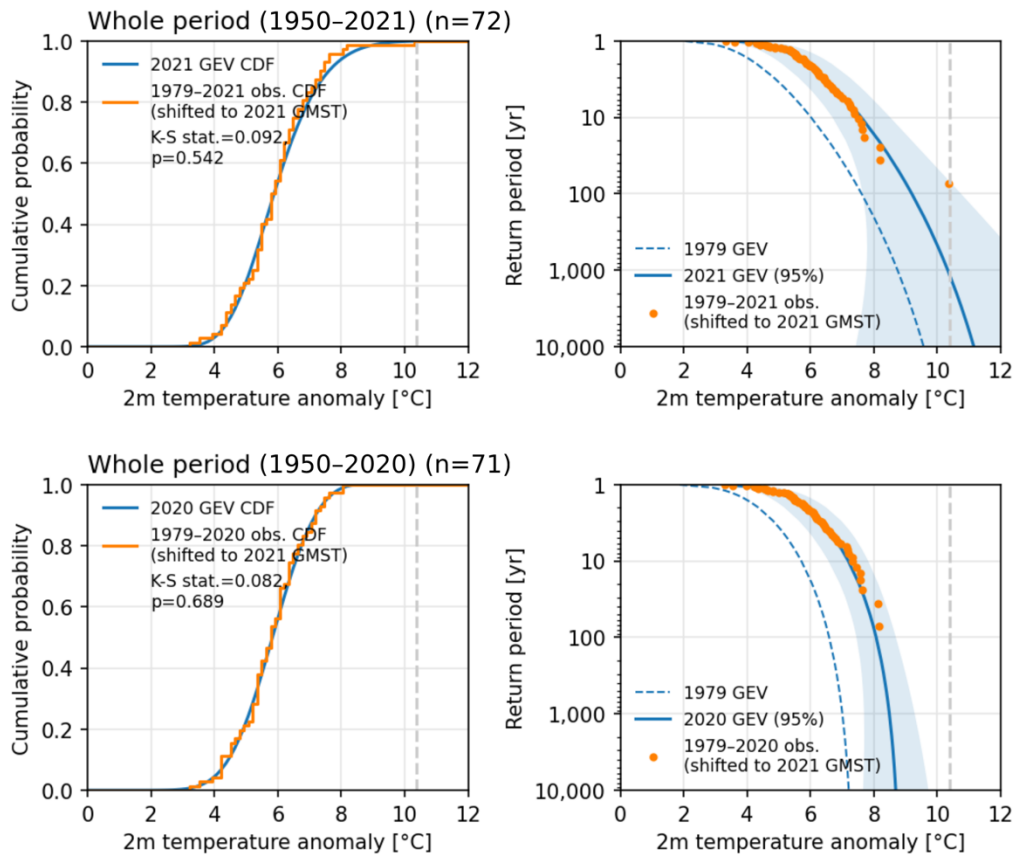 Whole period (1950–2021) (n=72)
1.0
0.8
0.6
0.4
0.2
0.0
Cumulative probability
2021 GEV CDF
1979–2021 obs. CDF
(shifted to 2021 GMST)
K-S stat.=0.092,
p=0.542
0 2 4 6 8 10 12
2m temperature anomaly [°C]
1
10
100
1,000
10,000
Return period [yr]
1979 GEV
2021 GEV (95%)
1979–2021 obs.
(shifted to 2021 GMST)
0 2 4 6 8 10 12
2m temperature anomaly [°C]
Whole period (1950–2020) (n=71)
1.0
0.8
0.6
0.4
0.2
0.0
Cumulative probability
2020 GEV CDF
1979–2020 obs. CDF
(shifted to 2021 GMST)
K-S stat.=0.082,
p=0.689
0 2 4 6 8 10 12
2m temperature anomaly [°C]
1
10
100
1,000
10,000
Return period [yr]
1979 GEV
2020 GEV (95%)
1979–2020 obs.
(shifted to 2021 GMST)
0 2 4 6 8 10 12
2m temperature anomaly [°C]